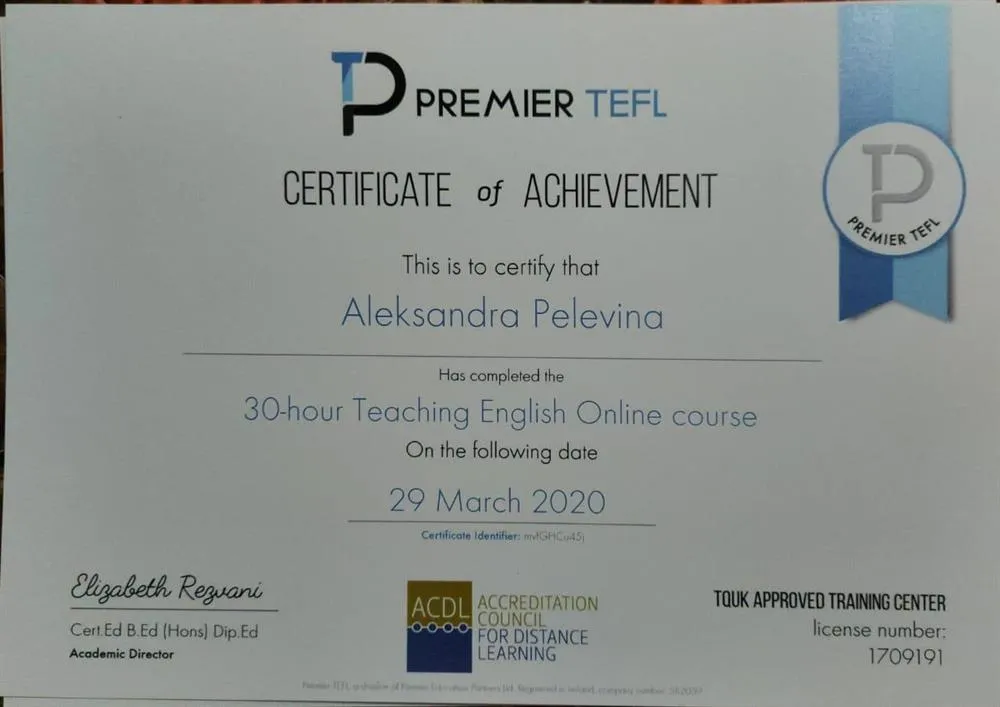 PREMIER TEFL
CERTIFICATE of ACHIEVEMENT
PREMIER TEFL
This is to certify that
Aleksandra Pelevina
Has completed the
30-hour Teaching English Online course
On the following date
29 March 2020
Certificate Identifier:
Elizabeth Rezvani
Cert.Ed B.Ed (Hons) Dip.Ed
Academic Director
ACDL
ACCREDITATION
COUNCIL
FOR DISTANCE
LEARNING
TQUK APPROVED TRAINING CENTER
license number:
1709191